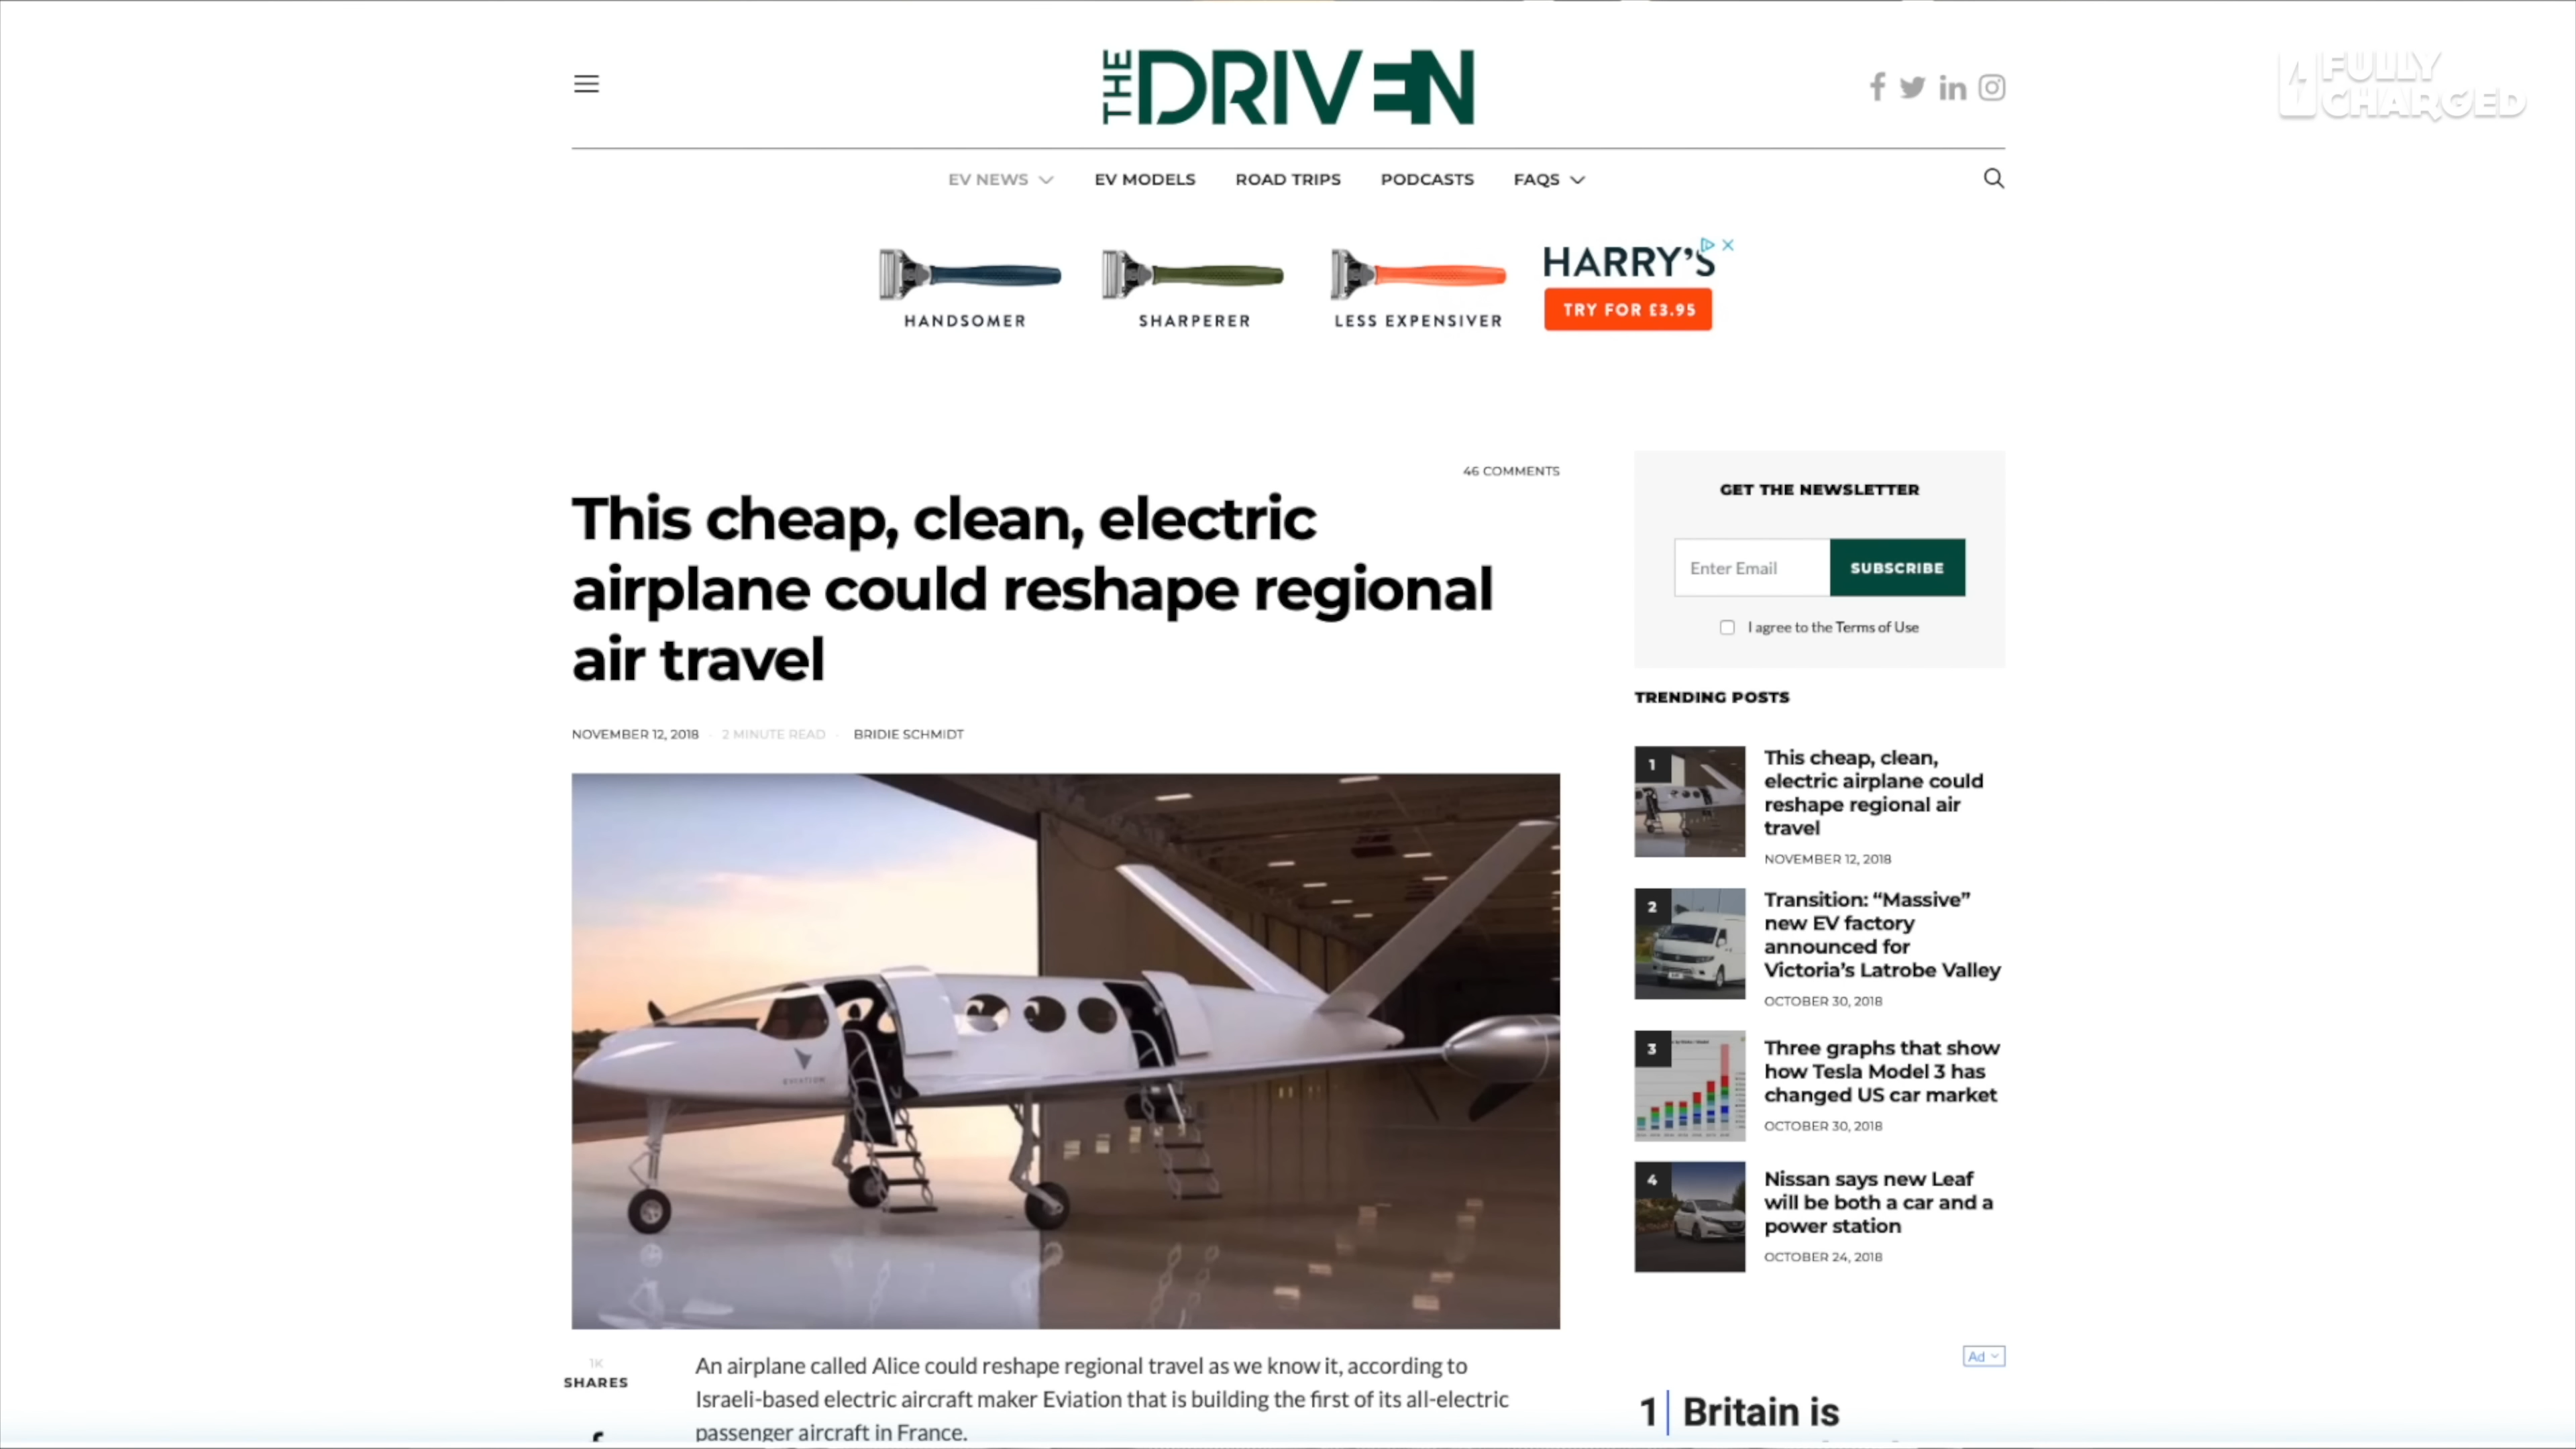 THE DRIVEN
FULLY
CHARGED
EV NEWS EV MODELS ROAD TRIPS PODCASTS FAQS
HARRY'S
TRY FOR £3.95
HANDSOMER SHARPERER LESS EXPENSIVER
46 COMMENTS
This cheap, clean, electric
airplane could reshape regional
air travel
NOVEMBER 12, 2018 · 2 MINUTE READ · BRIDIE SCHMIDT
EVIATION
1K
SHARES
An airplane called Alice could reshape regional travel as we know it, according to
Israeli-based electric aircraft maker Eviation that is building the first of its all-electric
passenger aircraft in France.
GET THE NEWSLETTER
Enter Email SUBSCRIBE
I agree to the Terms of Use
TRENDING POSTS
1
This cheap, clean,
electric airplane could
reshape regional air
travel
NOVEMBER 12, 2018
2
Transition: “Massive”
new EV factory
announced for
Victoria’s Latrobe Valley
OCTOBER 30, 2018
3
Three graphs that show
how Tesla Model 3 has
changed US car market
OCTOBER 30, 2018
4
Nissan says new Leaf
will be both a car and a
power station
OCTOBER 24, 2018
Ad
1 Britain is